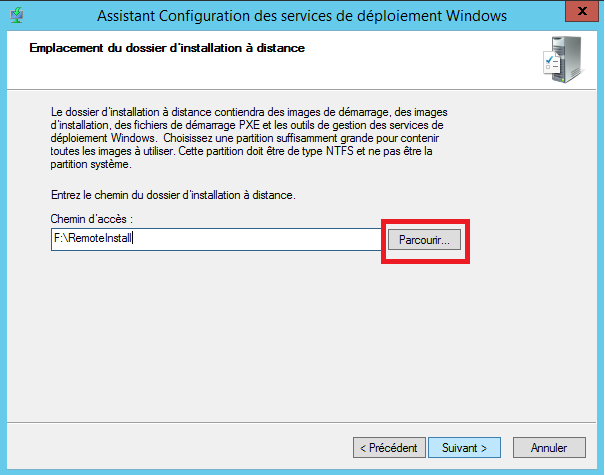 Assistant Configuration des services de déploiement Windows
x
Emplacement du dossier d'installation à distance
Le dossier d'installation à distance contiendra des images de démarrage, des images
d'installation, des fichiers de démarrage PXE et les outils de gestion des services de
déploiement Windows. Choisissez une partition suffisamment grande pour contenir
toutes les images à utiliser. Cette partition doit être de type NTFS et ne pas être la
partition système.
Entrez le chemin du dossier d'installation à distance.
Chemin d'accès :
F:\RemoteInstall
Parcourir...
< Précédent
Suivant >
Annuler